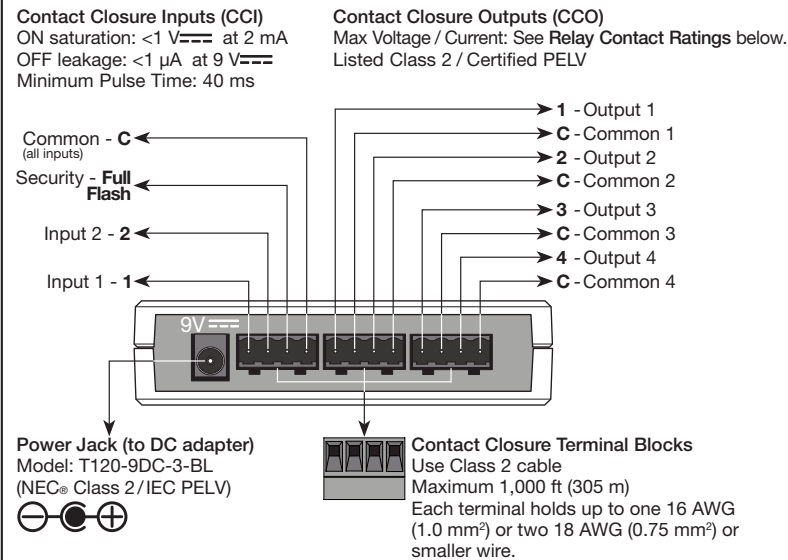 Contact Closure Inputs (CCI)
ON saturation: <1 V⎓ at 2 mA
OFF leakage: <1 µA at 9 V⎓
Minimum Pulse Time: 40 ms
Contact Closure Outputs (CCO)
Max Voltage / Current: See Relay Contact Ratings below.
Listed Class 2 / Certified PELV
Common - C
(all inputs)
Security - Full
Flash
Input 2 - 2
Input 1 - 1
1 - Output 1
C - Common 1
2 - Output 2
C - Common 2
3 - Output 3
C - Common 3
4 - Output 4
C - Common 4
9V⎓
Power Jack (to DC adapter)
Model: T120-9DC-3-BL
(NEC® Class 2 / IEC PELV)
Contact Closure Terminal Blocks
Use Class 2 cable
Maximum 1,000 ft (305 m)
Each terminal holds up to one 16 AWG
(1.0 mm²) or two 18 AWG (0.75 mm²) or
smaller wire.